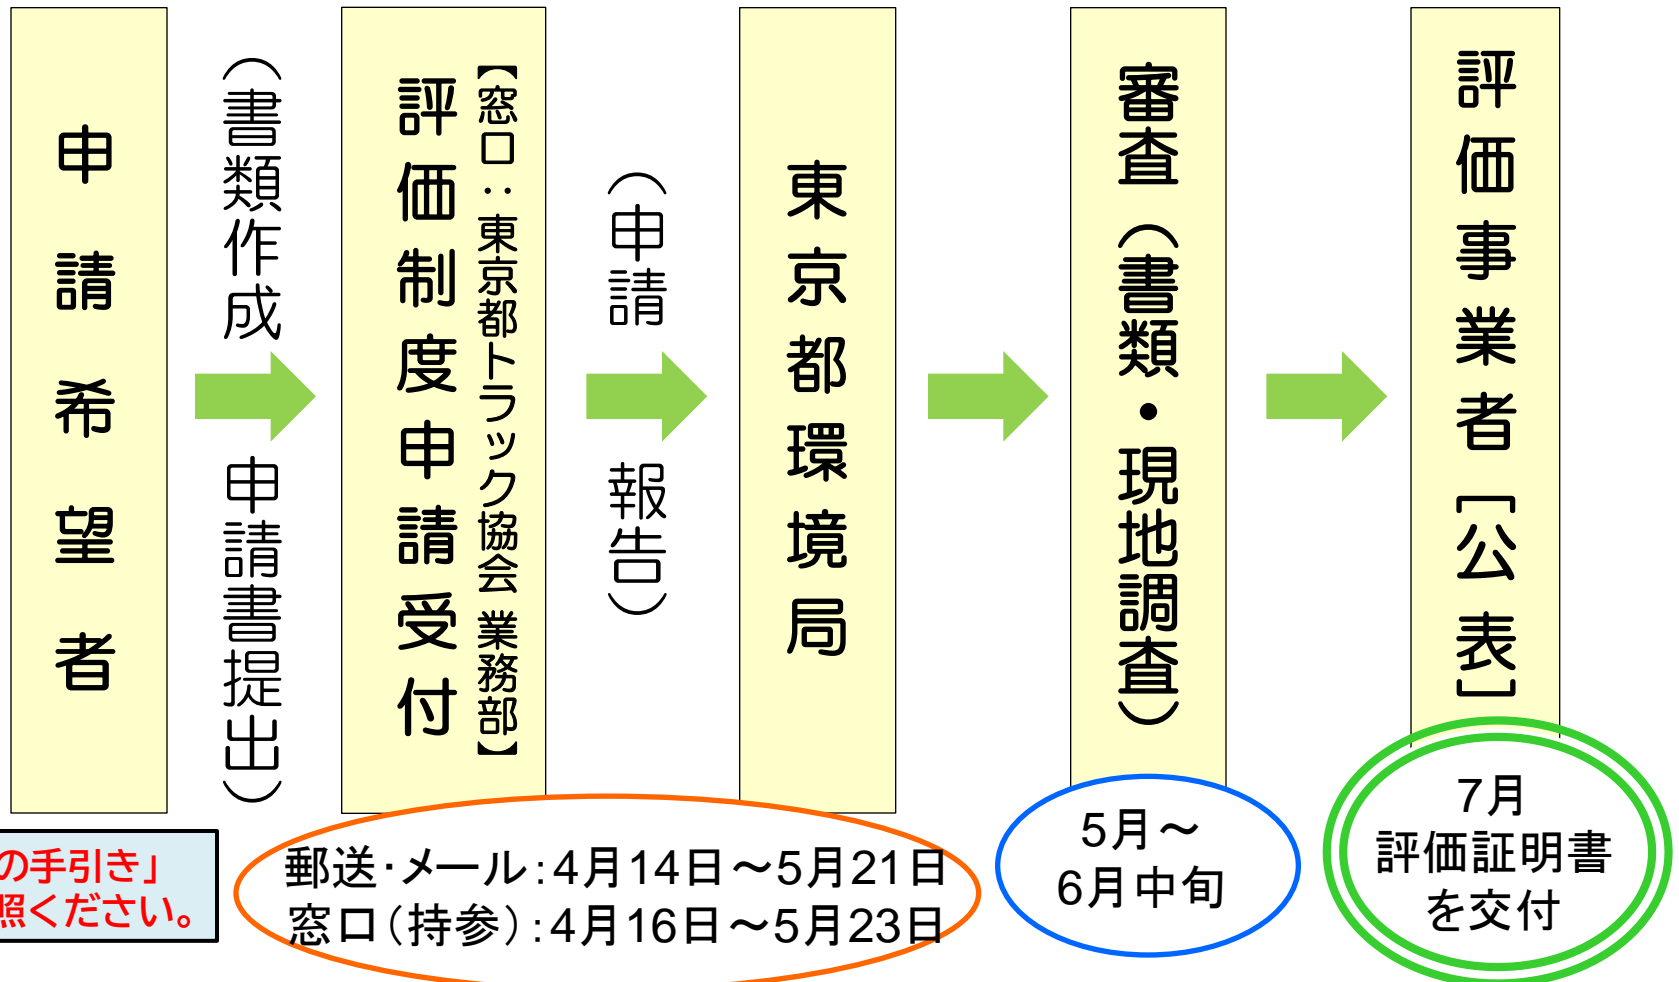 申請希望者
（書類作成
申請書提出）
評価制度申請受付
【窓口：東京都トラック協会 業務部】
（申請
報告）
東京都環境局
審査（書類・現地調査）
評価事業者［公表］
の手引き」
照ください。
郵送・メール：4月14日～5月21日
窓口（持参）：4月16日～5月23日
5月～
6月中旬
7月
評価証明書
を交付